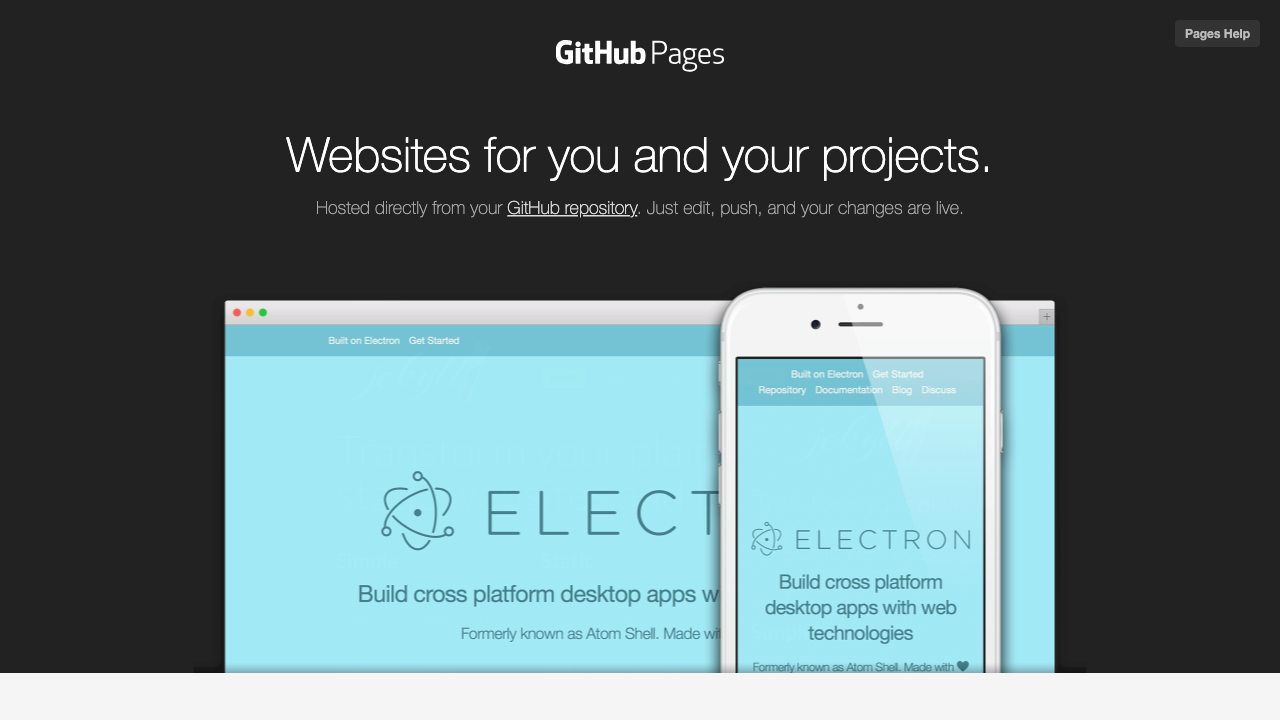 GitHub Pages
Pages Help
Websites for you and your projects.
Hosted directly from your GitHub repository. Just edit, push, and your changes are live.
Built on Electron Get Started
ELECT
Build cross platform desktop apps w
Formerly known as Atom Shell. Made wi
Built on Electron Get Started
Repository Documentation Blog Discuss
ELECTRON
Build cross platform
desktop apps with web
technologies
Formerly known as Atom Shell. Made with ♥